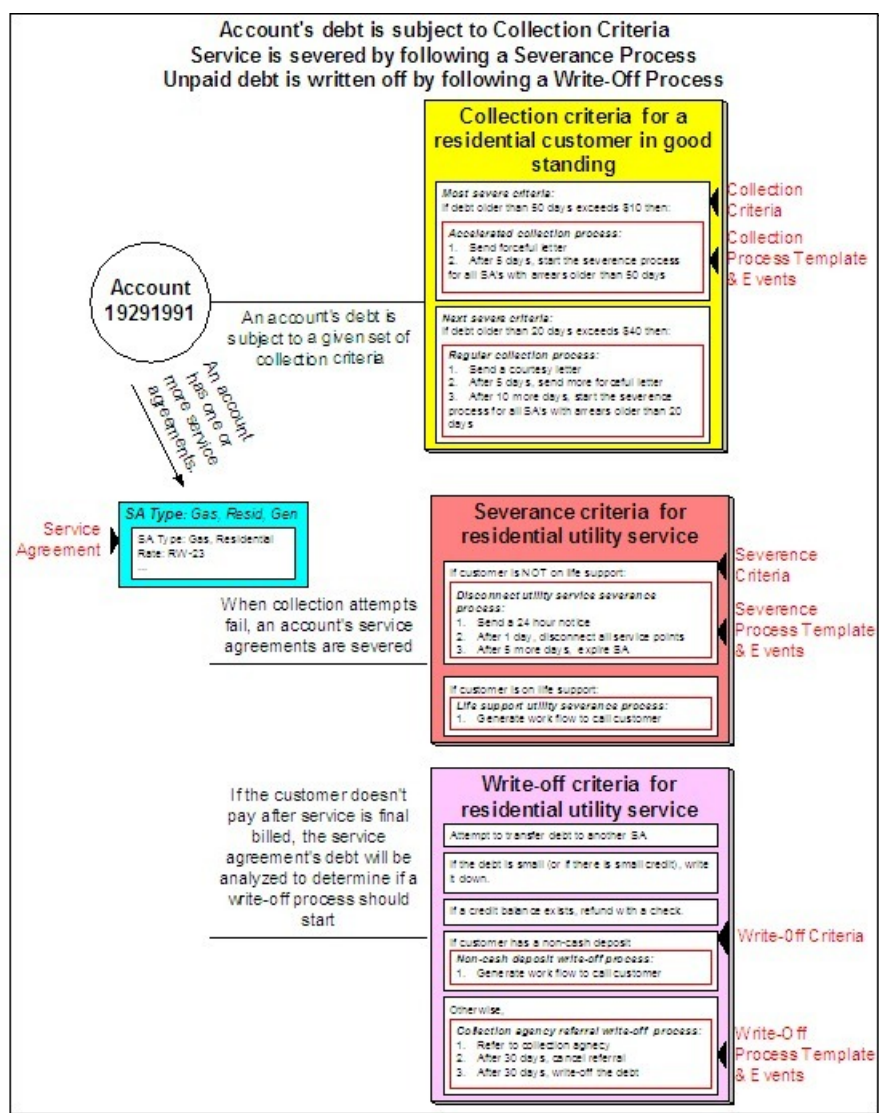 Account's debt is subject to Collection Criteria
Service is severed by following a Severance Process
Unpaid debt is written off by following a Write-Off Process
Collection criteria for a
residential customer in good
standing
Most severe criteria:
If debt older than 50 days exceeds $10 then:
Accelerated collection process:
1. Send forceful letter
2. After 5 days, start the severence process
for all SA's with arrears older than 50 days
Collection
Criteria
Collection
Process Template
& Events
Account
19291991
An account's debt is
subject to a given set of
collection criteria
Next severe criteria:
If debt older than 20 days exceeds $40 then:
Regular collection process:
1. Send a courtesy letter
2. After 5 days, send more forceful letter
3. After 10 more days, start the severence
process for all SA's with arrears older than 20
days
An account
has one or
more service
agreements.
Service
Agreement
SA Type: Gas, Resid, Gen
SA Type: Gas, Residential
Rate: RW-23
...
Severance criteria for
residential utility service
If customer is NOT on life support:
Disconnect utility service severance
process:
1. Send a 24 hour notice
2. After 1 day, disconnect all service points
3. After 5 more days, expire SA
If customer is on life support:
Life support utility severance process:
1. Generate work flow to call customer
Severence
Criteria
Severence
Process Template
& Events
When collection attempts
fail, an account's service
agreements are severed
Write-off criteria for
residential utility service
Attempt to transfer debt to another SA
If the debt is small (or if there is small credit), write
it down.
If a credit balance exists, refund with a check.
If customer has a non-cash deposit
Non-cash deposit write-off process:
1. Generate work flow to call customer
Otherwise,
Collection agency referral write-off process:
1. Refer to collection agnecy
2. After 30 days, cancel referral
3. After 30 days, write-off the debt
If the customer doesn't
pay after service is final
billed, the service
agreement's debt will be
analyzed to determine if a
write-off process should
start
Write-Off Criteria
Write-Off
Process Template
& Events